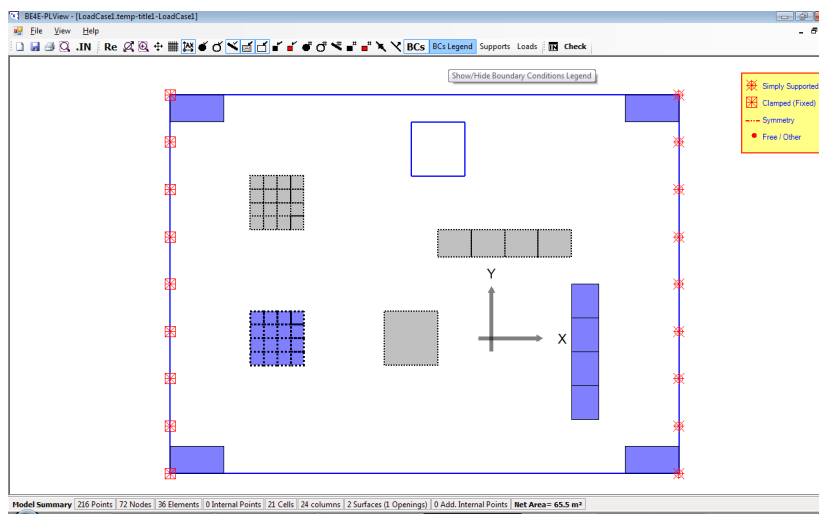 BE4E-PLView - [LoadCase1.temp-title1-LoadCase1]
File View Help
.IN Re BCs BCs Legend Supports Loads Check
Show/Hide Boundary Conditions Legend
Simply Supported
Clamped (Fixed)
Symmetry
Free / Other
Y
X
Model Summary 216 Points 72 Nodes 36 Elements 0 Internal Points 21 Cells 24 columns 2 Surfaces (1 Openings) 0 Add. Internal Points Net Area= 65.5 m²